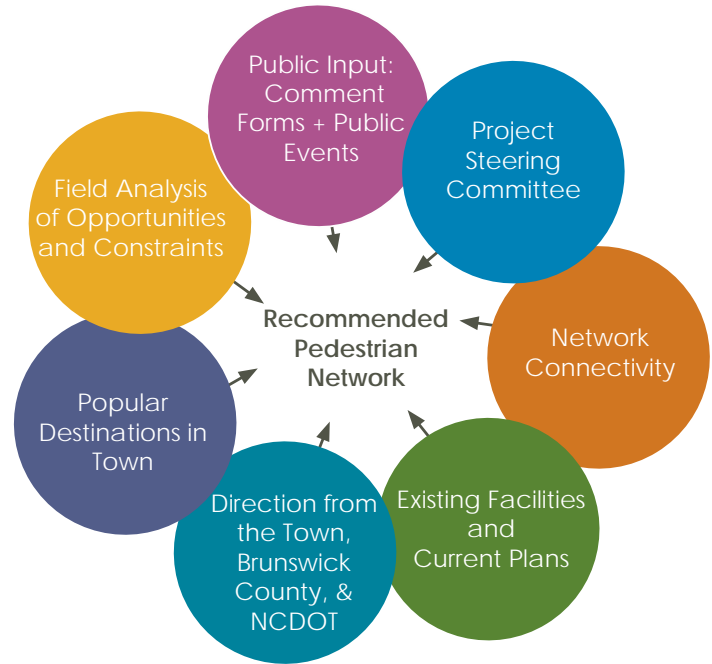 Public Input:
Comment
Forms + Public
Events
Project
Steering
Committee
Network
Connectivity
Existing Facilities
and
Current Plans
Direction from
the Town,
Brunswick
County, &
NCDOT
Popular
Destinations in
Town
Field Analysis
of Opportunities
and Constraints
Recommended
Pedestrian
Network